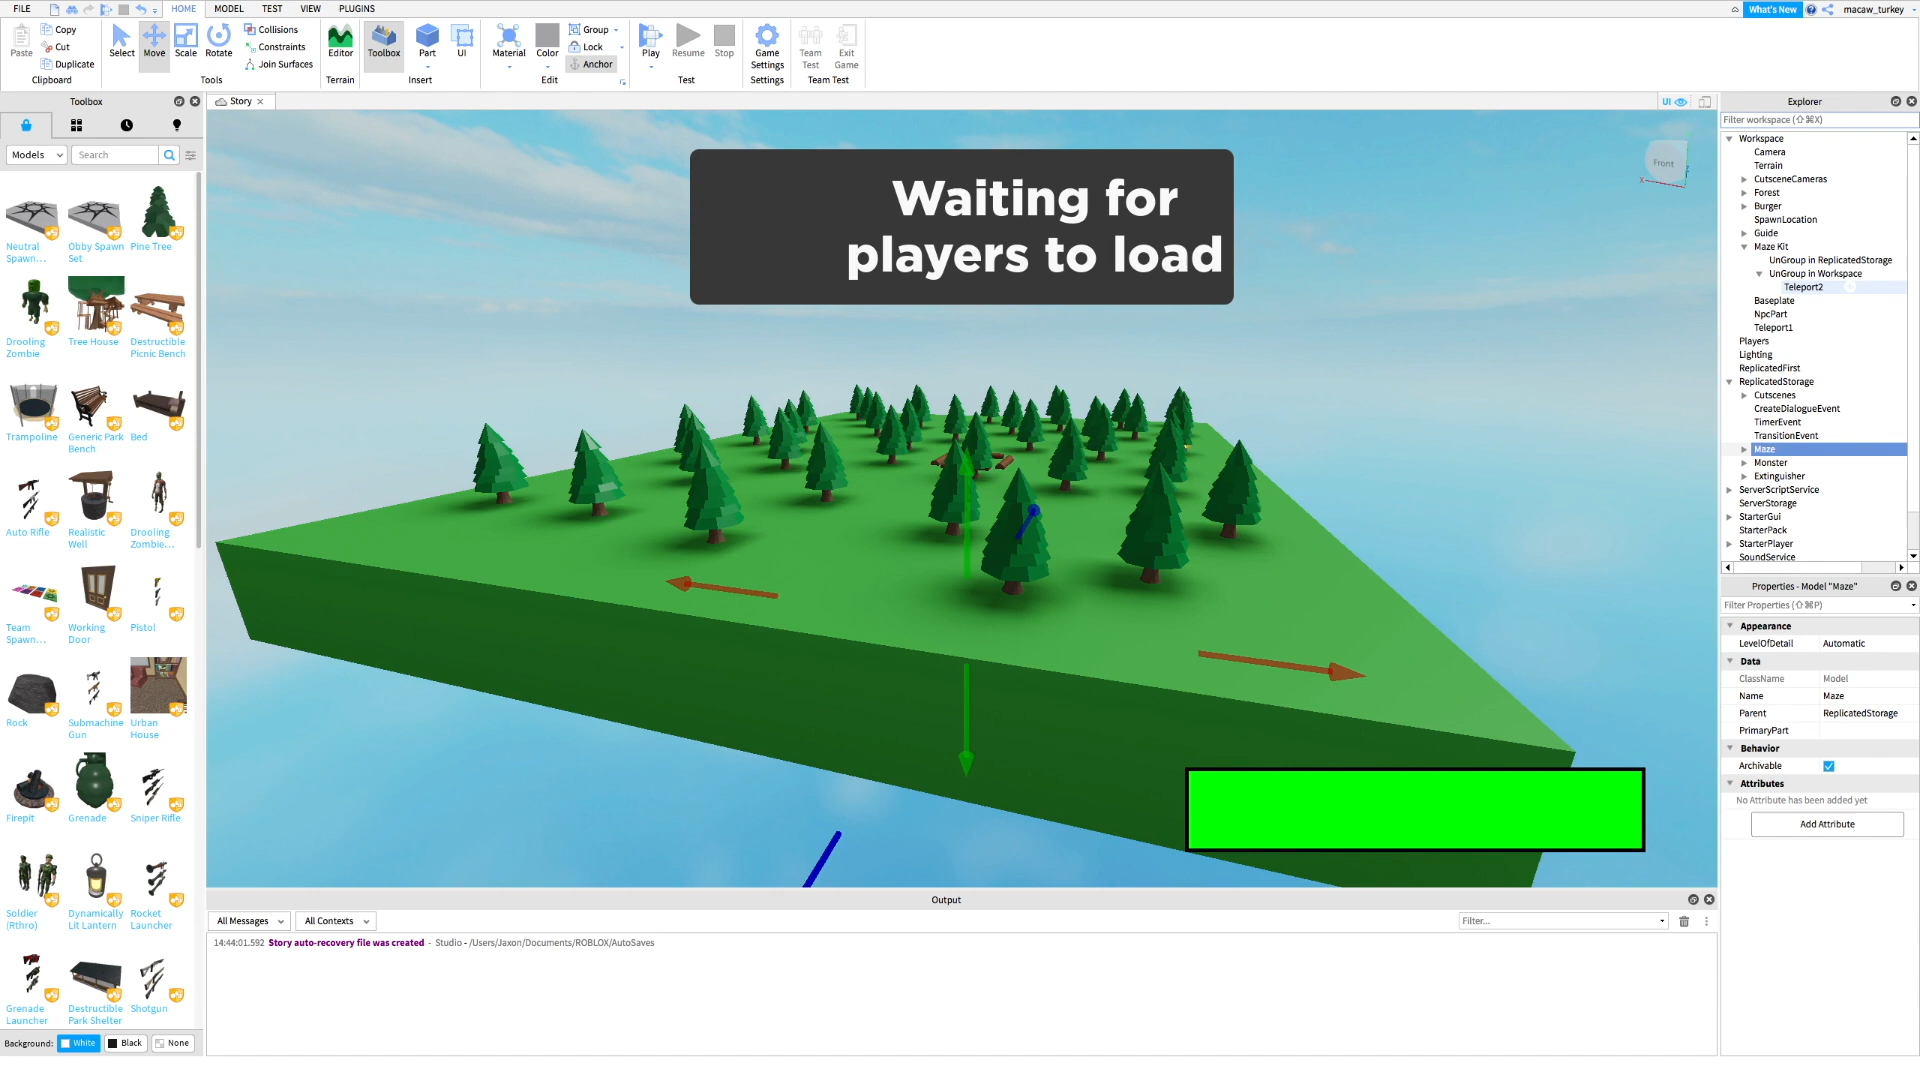 FILE HOME MODEL TEST VIEW PLUGINS What's New macaw_turkey
Paste Copy Cut Duplicate Clipboard
Select Move Scale Rotate Collisions Constraints Join Surfaces Tools
Editor Terrain
Toolbox Part UI Insert
Material Color Group Lock Anchor Edit
Play Resume Stop Test
Game Settings Settings
Team Test Exit Game Team Test
Toolbox
Models Search
Neutral Spawn...
Obby Spawn Set
Pine Tree
Drooling Zombie
Tree House
Destructible Picnic Bench
Trampoline
Generic Park Bench
Bed
Auto Rifle
Realistic Well
Drooling Zombie...
Team Spawn...
Working Door
Pistol
Rock
Submachine Gun
Urban House
Firepit
Grenade
Sniper Rifle
Soldier (Rthro)
Dynamically Lit Lantern
Rocket Launcher
Grenade Launcher
Destructible Park Shelter
Shotgun
Background: White Black None
Story
UI
Waiting for
players to load
Front
X
Output
All Messages All Contexts Filter...
14:44:01.592 Story auto-recovery file was created - Studio - /Users/Jaxon/Documents/ROBLOX/AutoSaves
Explorer
Filter workspace (⇧⌘X)
Workspace
Camera
Terrain
CutsceneCameras
Forest
Burger
SpawnLocation
Guide
Maze Kit
UnGroup in ReplicatedStorage
UnGroup in Workspace
Teleport2
Baseplate
NpcPart
Teleport1
Players
Lighting
ReplicatedFirst
ReplicatedStorage
Cutscenes
CreateDialogueEvent
TimerEvent
TransitionEvent
Maze
Monster
Extinguisher
ServerScriptService
ServerStorage
StarterGui
StarterPack
StarterPlayer
SoundService
Properties - Model "Maze"
Filter Properties (⇧⌘P)
Appearance
LevelOfDetail Automatic
Data
ClassName Model
Name Maze
Parent ReplicatedStorage
PrimaryPart
Behavior
Archivable
Attributes
No Attribute has been added yet
Add Attribute